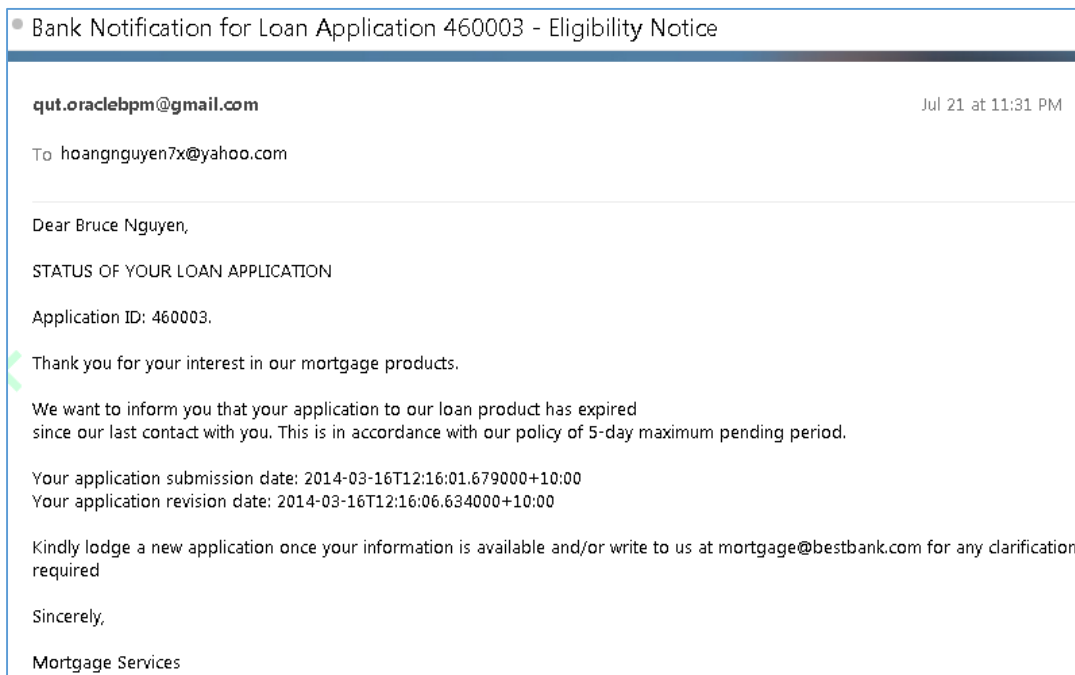 Bank Notification for Loan Application 460003 - Eligibility Notice
qut.oraclebpm@gmail.com
Jul 21 at 11:31 PM
To hoangnguyen7x@yahoo.com
Dear Bruce Nguyen,
STATUS OF YOUR LOAN APPLICATION
Application ID: 460003.
Thank you for your interest in our mortgage products.
We want to inform you that your application to our loan product has expired
since our last contact with you. This is in accordance with our policy of 5-day maximum pending period.
Your application submission date: 2014-03-16T12:16:01.679000+10:00
Your application revision date: 2014-03-16T12:16:06.634000+10:00
Kindly lodge a new application once your information is available and/or write to us at mortgage@bestbank.com for any clarification
required
Sincerely,
Mortgage Services